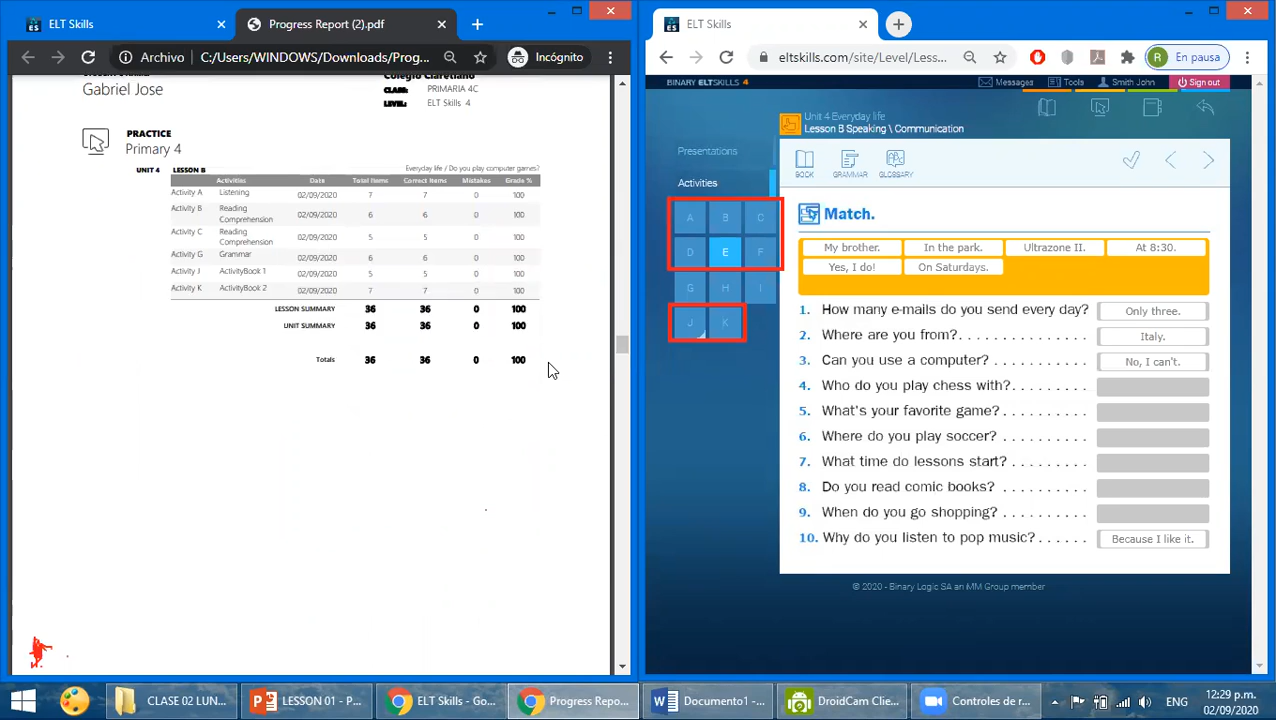 ELT Skills
Progress Report (2).pdf
Archivo
C:/Users/WINDOWS/Downloads/Prog...
Incógnito
Gabriel Jose
Colegio Claretiano
CLASS: PRIMARIA 4C
LEVEL: ELT Skills 4
PRACTICE
Primary 4
UNIT 4 LESSON B Everyday life / Do you play computer games?
Activities Date Total Items Correct Items Mistakes Grade %
Activity A Listening 02/09/2020 7 7 0 100
Activity B Reading Comprehension 02/09/2020 6 6 0 100
Activity C Reading Comprehension 02/09/2020 5 5 0 100
Activity G Grammar 02/09/2020 6 6 0 100
Activity J ActivityBook 1 02/09/2020 5 5 0 100
Activity K ActivityBook 2 02/09/2020 7 7 0 100
LESSON SUMMARY 36 36 0 100
UNIT SUMMARY 36 36 0 100
Totals 36 36 0 100
ELT Skills
eltskills.com/site/Level/Less...
R En pausa
BINARY ELTSKILLS 4
Messages Tools Smith John Sign out
Unit 4 Everyday life
Lesson B Speaking \ Communication
Presentations
Activities
A B C
D E F
G H I
J K
BOOK GRAMMAR GLOSSARY
Match.
My brother. In the park. Ultrazone II. At 8:30.
Yes, I do! On Saturdays.
1. How many e-mails do you send every day? Only three.
2. Where are you from? . . . . . . . . . . . . . Italy.
3. Can you use a computer? . . . . . . . . . . No, I can't.
4. Who do you play chess with? . . . . . . . . . .
5. What's your favorite game? . . . . . . . . . .
6. Where do you play soccer? . . . . . . . . . .
7. What time do lessons start? . . . . . . . . .
8. Do you read comic books? . . . . . . . . . .
9. When do you go shopping? . . . . . . . . . .
10. Why do you listen to pop music? . . . . . . Because I like it.
© 2020 - Binary Logic SA an MM Group member
CLASE 02 LUN...
LESSON 01 - P...
ELT Skills - Go...
Progress Repo...
Documento1 -...
DroidCam Clie...
Controles de r...
ENG
12:29 p.m.
02/09/2020